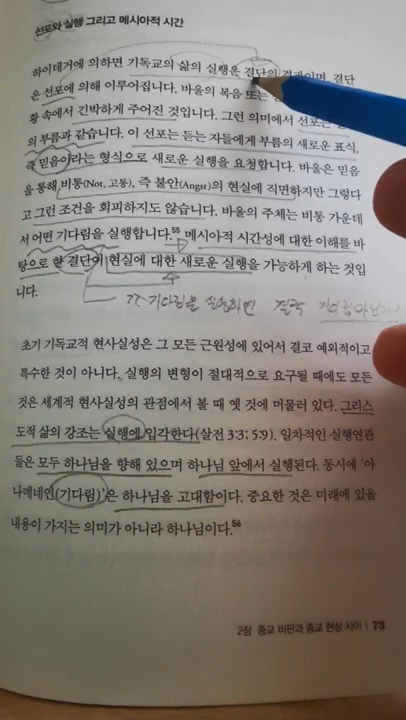 선포와 실행 그리고 메시아적 시간
하이데거에 의하면 기독교의 삶의 실행은 결단의 결과이며, 결단
은 선포에 의해 이루어집니다. 바울의 복음 또는
황 속에서 긴박하게 주어진 것입니다. 그런 의미에서 선포는
의 부름과 같습니다. 이 선포는 듣는 자들에게 부름의 새로운 표식,
즉 믿음이라는 형식으로 새로운 실행을 요청합니다. 바울은 믿음
을 통해 비통(Not, 고통), 즉 불안(Angst)의 현실에 직면하지만 그렇다
고 그런 조건을 회피하지도 않습니다. 바울의 주체는 비통 가운데
서 어떤 기다림을 실행합니다.55 메시아적 시간성에 대한 이해를 바
탕으로 한 결단이 현실에 대한 새로운 실행을 가능하게 하는 것입
니다.
기다림을 실행하면 결국
초기 기독교적 현사실성은 그 모든 근원성에 있어서 결코 예외적이고
특수한 것이 아니다. 실행의 변형이 절대적으로 요구될 때에도 모든
것은 세계적 현사실성의 관점에서 볼 때 옛 것에 머물러 있다. 그리스
도적 삶의 강조는 실행에 입각한다(살전 3:3; 5:9). 일차적인 실행연관
들은 모두 하나님을 향해 있으며 하나님 앞에서 실행된다. 동시에 '아
나메네인(기다림)'은 하나님을 고대함이다. 중요한 것은 미래에 있을
내용이 가지는 의미가 아니라 하나님이다.56
2장 종교 비판과 종교 현상 사이 | 73